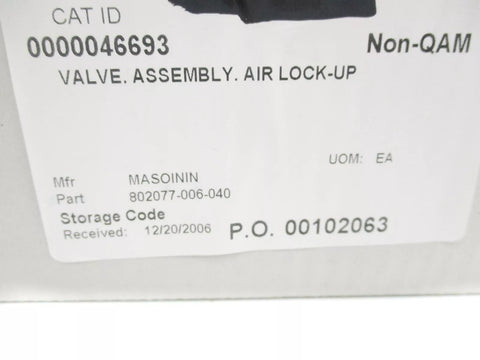 CAT ID
0000046693 Non-QAM
VALVE. ASSEMBLY. AIR LOCK-UP
UOM: EA
Mfr MASOININ
Part 802077-006-040
Storage Code
Received: 12/20/2006 P.O. 00102063